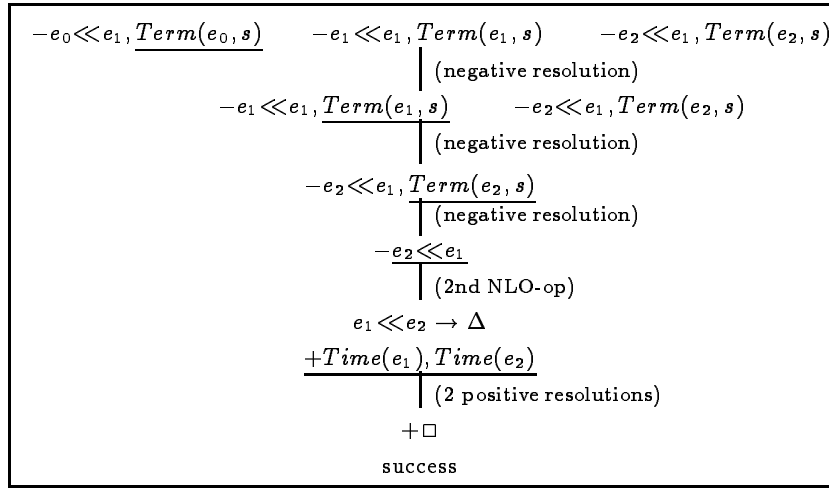 −e₀≪e₁, Term(e₀, s) −e₁≪e₁, Term(e₁, s) −e₂≪e₁, Term(e₂, s)
(negative resolution)
−e₁≪e₁, Term(e₁, s) −e₂≪e₁, Term(e₂, s)
(negative resolution)
−e₂≪e₁, Term(e₂, s)
(negative resolution)
−e₂≪e₁
(2nd NLO-op)
e₁≪e₂ → Δ
+Time(e₁), Time(e₂)
(2 positive resolutions)
+□
success